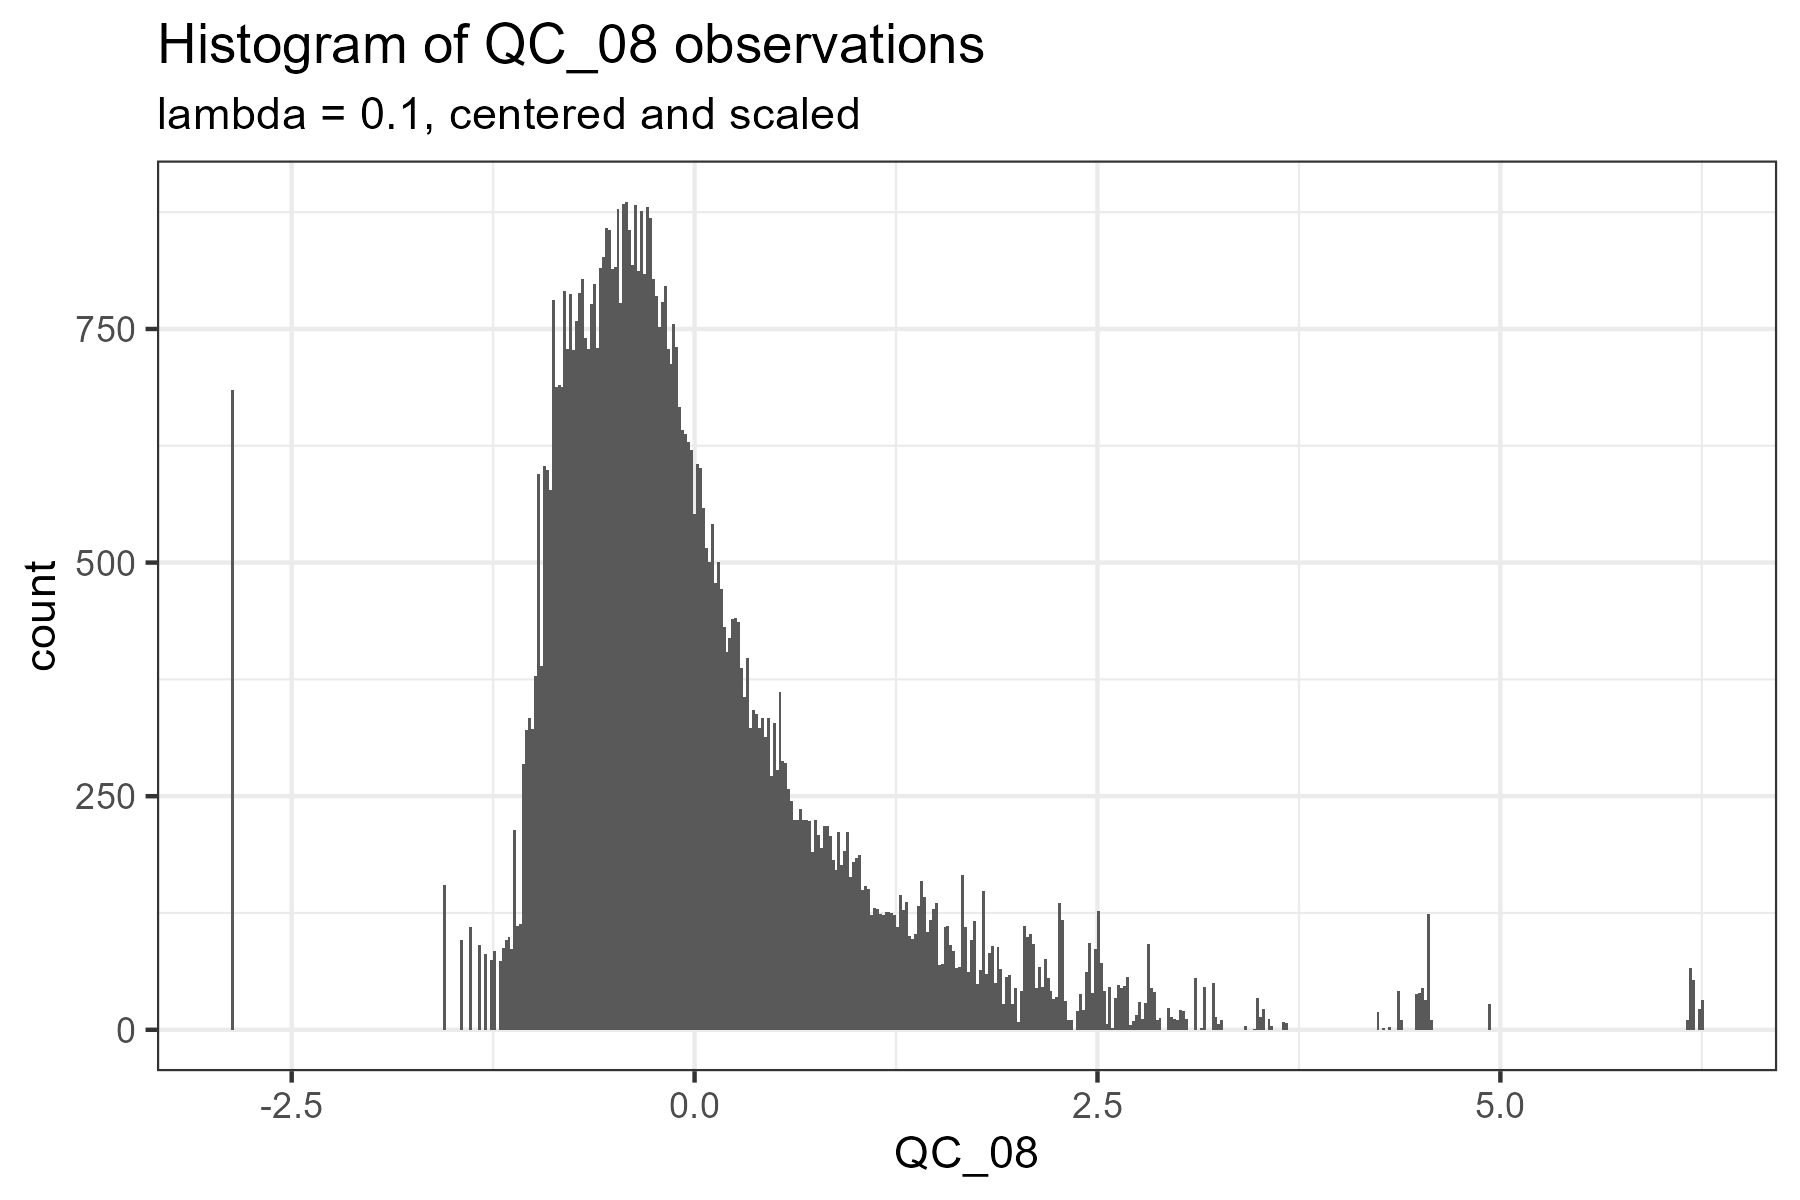 Histogram of QC_08 observations
lambda = 0.1, centered and scaled
750
500
250
0
count
-2.5
0.0
2.5
5.0
QC_08